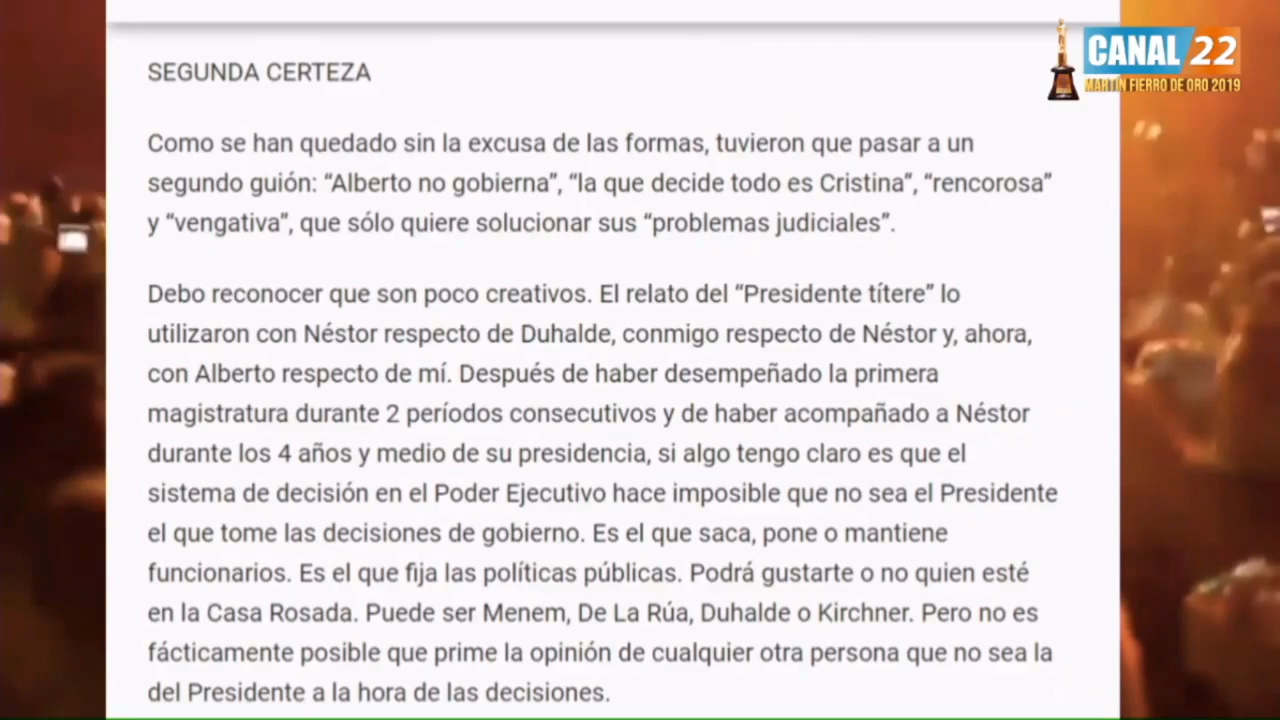 CANAL 22
MARTÍN FIERRO DE ORO 2019
SEGUNDA CERTEZA
Como se han quedado sin la excusa de las formas, tuvieron que pasar a un
segundo guión: “Alberto no gobierna”, “la que decide todo es Cristina”, “rencorosa”
y “vengativa”, que sólo quiere solucionar sus “problemas judiciales”.
Debo reconocer que son poco creativos. El relato del “Presidente títere” lo
utilizaron con Néstor respecto de Duhalde, conmigo respecto de Néstor y, ahora,
con Alberto respecto de mí. Después de haber desempeñado la primera
magistratura durante 2 períodos consecutivos y de haber acompañado a Néstor
durante los 4 años y medio de su presidencia, si algo tengo claro es que el
sistema de decisión en el Poder Ejecutivo hace imposible que no sea el Presidente
el que tome las decisiones de gobierno. Es el que saca, pone o mantiene
funcionarios. Es el que fija las políticas públicas. Podrá gustarte o no quien esté
en la Casa Rosada. Puede ser Menem, De La Rúa, Duhalde o Kirchner. Pero no es
fácticamente posible que prime la opinión de cualquier otra persona que no sea la
del Presidente a la hora de las decisiones.